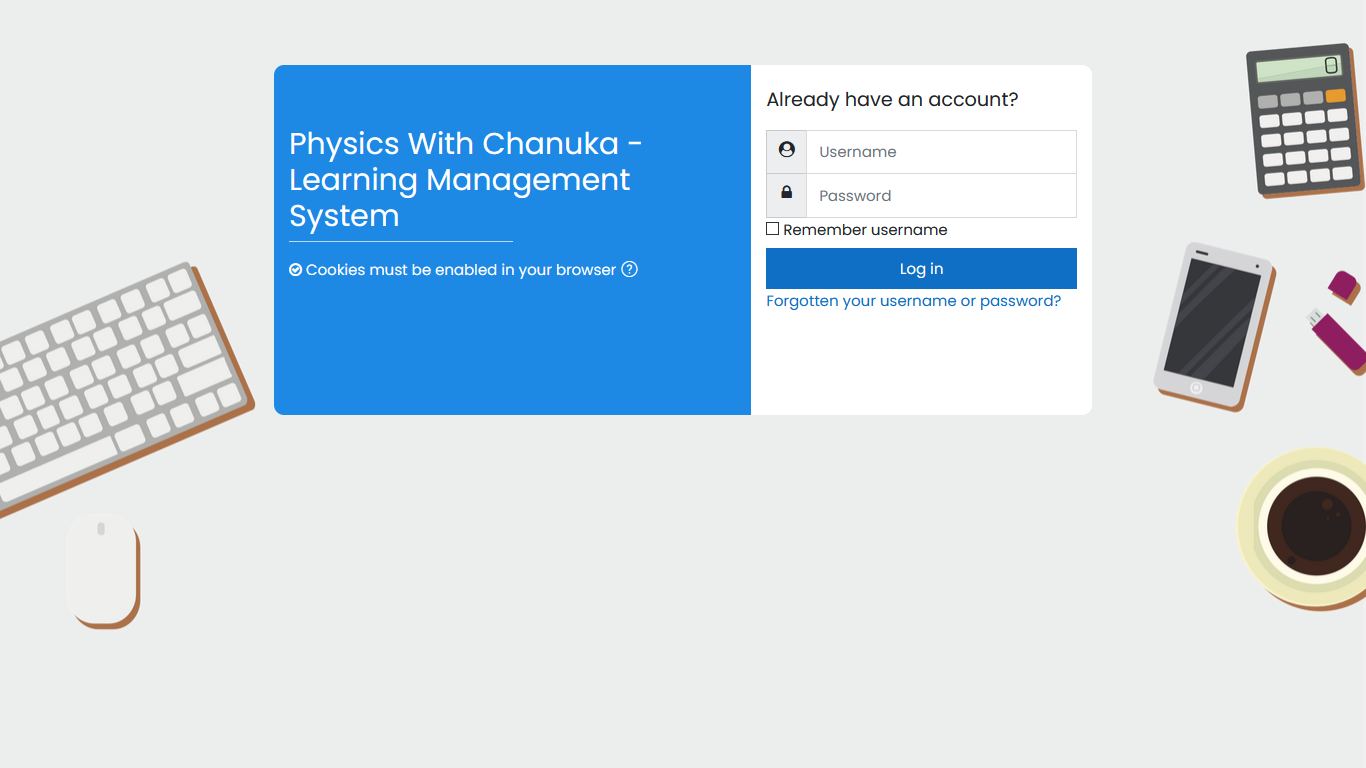 Physics With Chanuka -
Learning Management
System
Cookies must be enabled in your browser
Already have an account?
Username
Password
Remember username
Log in
Forgotten your username or password?
0